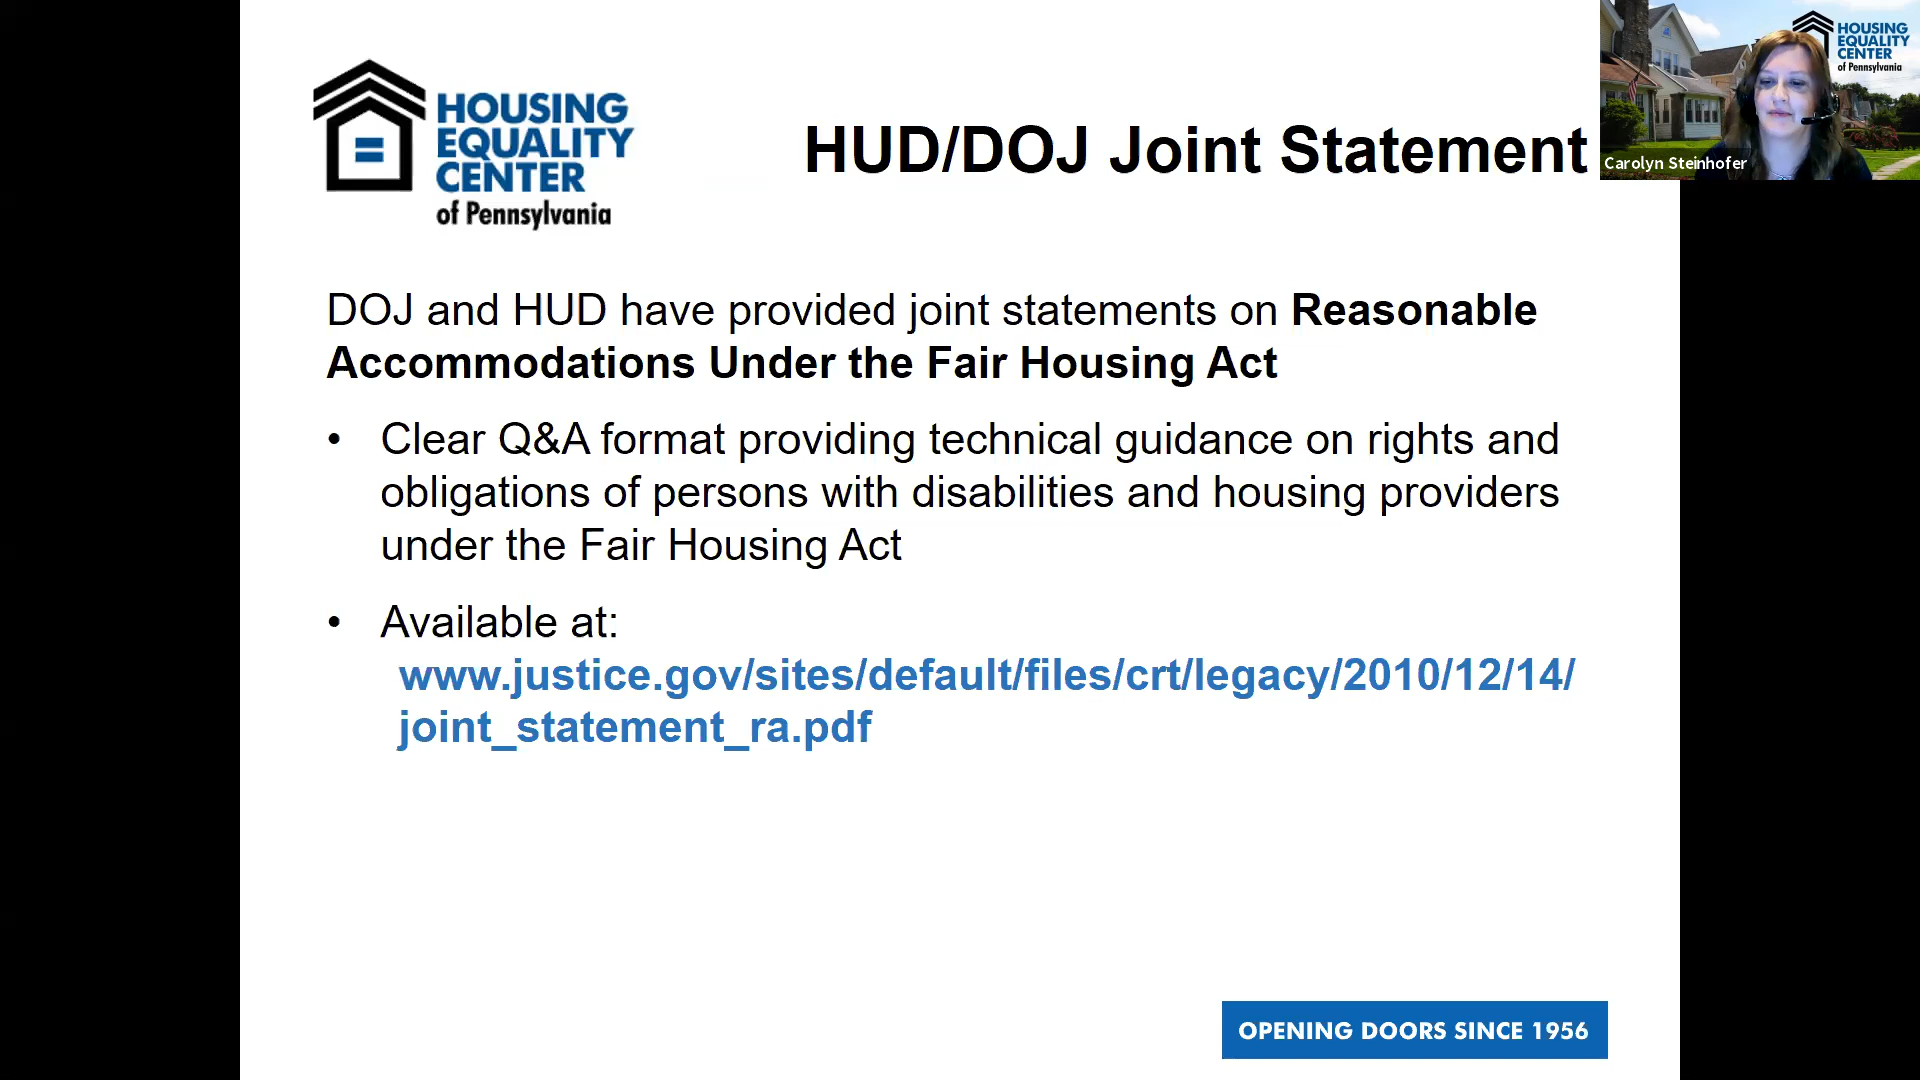 HOUSING
EQUALITY
CENTER
of Pennsylvania
HUD/DOJ Joint Statement
HOUSING
EQUALITY
CENTER
of Pennsylvania
Carolyn Steinhofer
DOJ and HUD have provided joint statements on Reasonable
Accommodations Under the Fair Housing Act
• Clear Q&A format providing technical guidance on rights and
obligations of persons with disabilities and housing providers
under the Fair Housing Act
• Available at:
www.justice.gov/sites/default/files/crt/legacy/2010/12/14/
joint_statement_ra.pdf
OPENING DOORS SINCE 1956